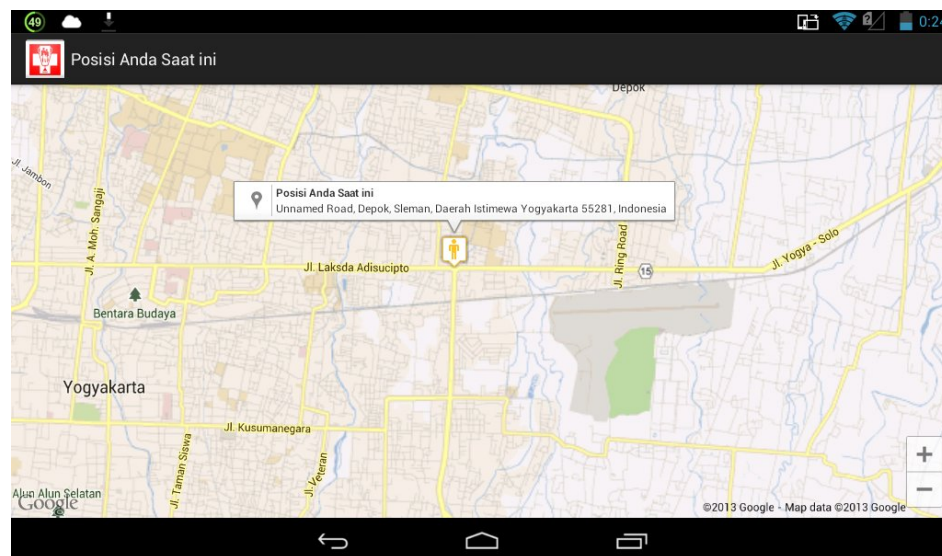 49
0:24
Posisi Anda Saat ini
Depok
Jl. Jambon
Jl. A. Moh. Sangaji
Posisi Anda Saat ini
Unnamed Road, Depok, Sleman, Daerah Istimewa Yogyakarta 55281, Indonesia
Jl. Ring Road
Jl. Yogya - Solo
Jl. Laksda Adisucipto
15
Bentara Budaya
Yogyakarta
Jl. Kusumanegara
Jl. Taman Siswa
Jl. Veteran
Alun Alun Selatan
Google
©2013 Google - Map data ©2013 Google
+
−